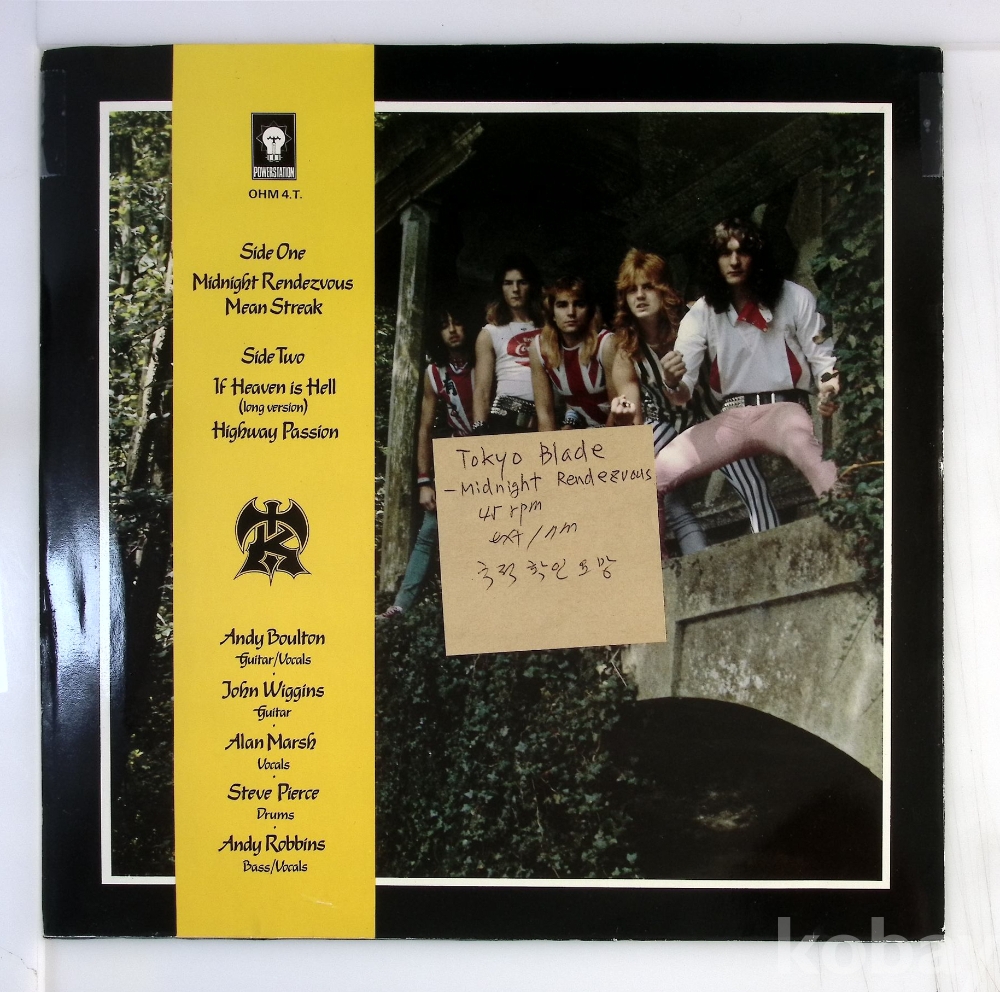 POWERSTATION
OHM 4.T.
Side One
Midnight Rendezvous
Mean Streak
Side Two
If Heaven is Hell
(long version)
Highway Passion
Andy Boulton
Guitar/Vocals
John Wiggins
Guitar
Alan Marsh
Vocals
Steve Pierce
Drums
Andy Robbins
Bass/Vocals
Tokyo Blade
- Midnight Rendezvous
45 rpm
ex+/nm
확인 요망
kobay